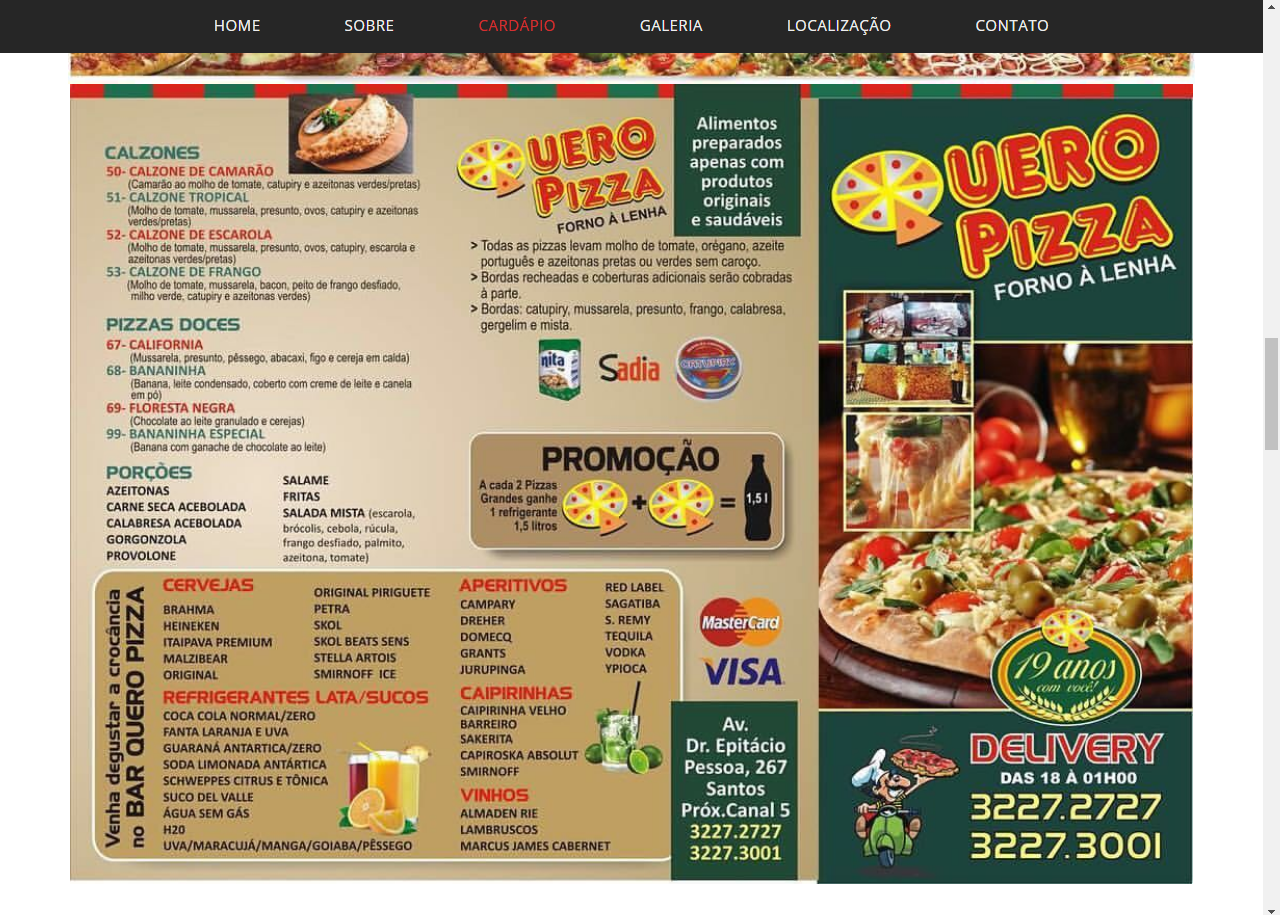 HOME SOBRE CARDÁPIO GALERIA LOCALIZAÇÃO CONTATO
CALZONES
50- CALZONE DE CAMARÃO
(Camarão ao molho de tomate, catupiry e azeitonas verdes/pretas)
51- CALZONE TROPICAL
(Molho de tomate, mussarela, presunto, ovos, catupiry e azeitonas
verdes/pretas)
52- CALZONE DE ESCAROLA
(Molho de tomate, mussarela, presunto, ovos, catupiry, escarola e
azeitonas verdes/pretas)
53- CALZONE DE FRANGO
(Molho de tomate, mussarela, bacon, peito de frango desfiado,
milho verde, catupiry e azeitonas verdes)
PIZZAS DOCES
67- CALIFORNIA
(Mussarela, presunto, pêssego, abacaxi, figo e cereja em calda)
68- BANANINHA
(Banana, leite condensado, coberto com creme de leite e canela
em pó)
69- FLORESTA NEGRA
(Chocolate ao leite granulado e cerejas)
99- BANANINHA ESPECIAL
(Banana com ganache de chocolate ao leite)
PORÇÕES
AZEITONAS
CARNE SECA ACEBOLADA
CALABRESA ACEBOLADA
GORGONZOLA
PROVOLONE
SALAME
FRITAS
SALADA MISTA (escarola,
brócolis, cebola, rúcula,
frango desfiado, palmito,
azeitona, tomate)
QUERO
PIZZA
FORNO À LENHA
Alimentos
preparados
apenas com
produtos
originais
e saudáveis
> Todas as pizzas levam molho de tomate, orégano, azeite
português e azeitonas pretas ou verdes sem caroço.
> Bordas recheadas e coberturas adicionais serão cobradas
à parte.
> Bordas: catupiry, mussarela, presunto, frango, calabresa,
gergelim e mista.
nita
Sadia
CATUPIRY
PROMOÇÃO
A cada 2 Pizzas
Grandes ganhe
1 refrigerante
1,5 litros
+ = 1,5 l
Venha degustar a crocância
no BAR QUERO PIZZA
CERVEJAS
BRAHMA
HEINEKEN
ITAIPAVA PREMIUM
MALZIBEAR
ORIGINAL
ORIGINAL PIRIGUETE
PETRA
SKOL
SKOL BEATS SENS
STELLA ARTOIS
SMIRNOFF ICE
REFRIGERANTES LATA/SUCOS
COCA COLA NORMAL/ZERO
FANTA LARANJA E UVA
GUARANÁ ANTARTICA/ZERO
SODA LIMONADA ANTÁRTICA
SCHWEPPES CITRUS E TÔNICA
SUCO DEL VALLE
ÁGUA SEM GÁS
H20
UVA/MARACUJÁ/MANGA/GOIABA/PÊSSEGO
APERITIVOS
CAMPARY
DREHER
DOMECQ
GRANTS
JURUPINGA
RED LABEL
SAGATIBA
S. REMY
TEQUILA
VODKA
YPIOCA
CAIPIRINHAS
CAIPIRINHA VELHO
BARREIRO
SAKERITA
CAPIROSKA ABSOLUT
SMIRNOFF
VINHOS
ALMADEN RIE
LAMBRUSCOS
MARCUS JAMES CABERNET
MasterCard
VISA
Av.
Dr. Epitácio
Pessoa, 267
Santos
Próx.Canal 5
3227.2727
3227.3001
QUERO
PIZZA
FORNO À LENHA
19 anos
com você!
DELIVERY
DAS 18 À 01H00
3227.2727
3227.3001